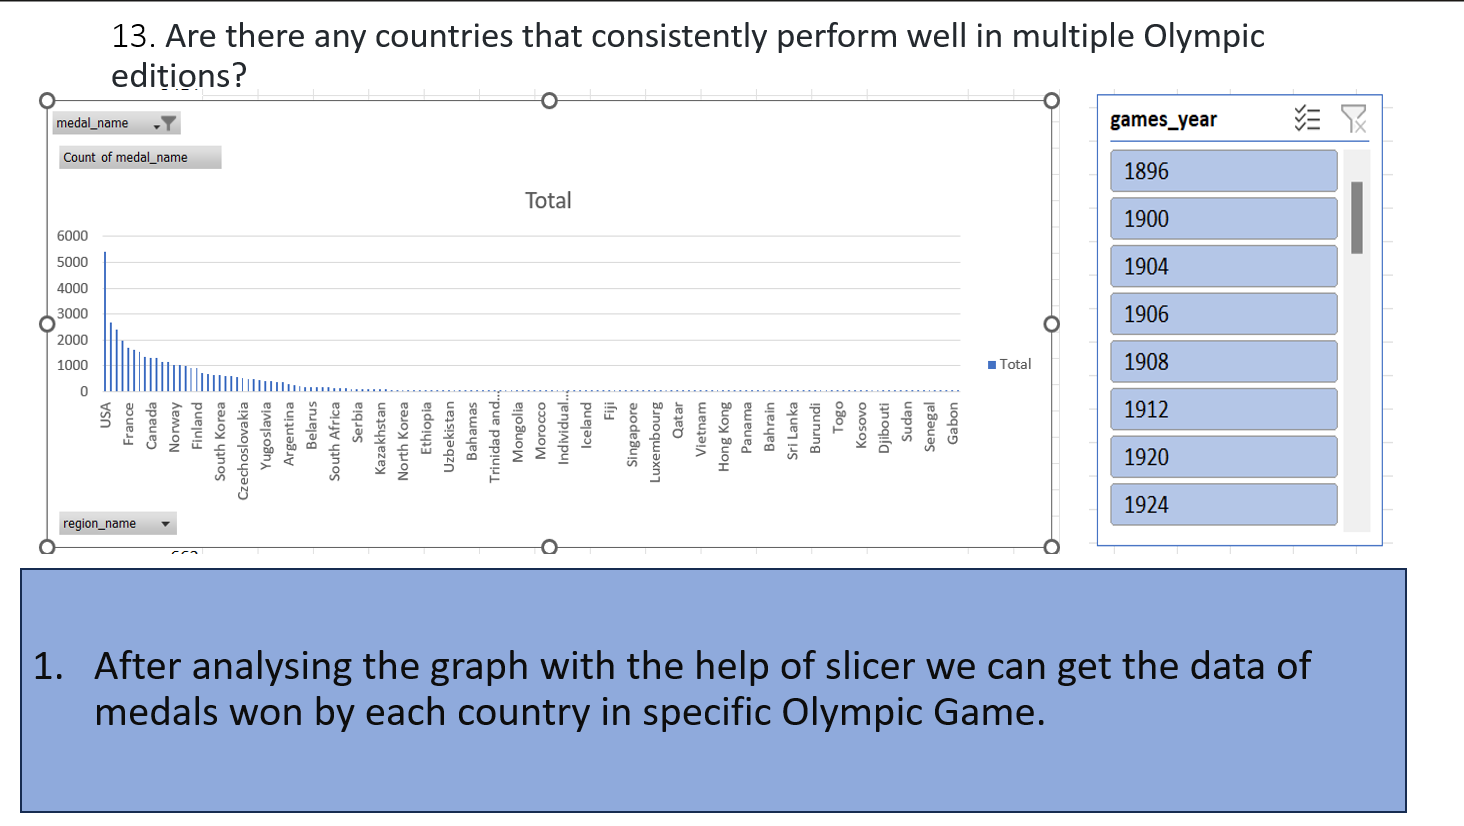 13. Are there any countries that consistently perform well in multiple Olympic
editions?
medal_name
Count of medal_name
Total
6000
5000
4000
3000
2000
1000
0
USA
France
Canada
Norway
Finland
South Korea
Czechoslovakia
Yugoslavia
Argentina
Belarus
South Africa
Serbia
Kazakhstan
North Korea
Ethiopia
Uzbekistan
Bahamas
Trinidad and...
Mongolia
Morocco
Individual...
Iceland
Fiji
Singapore
Luxembourg
Qatar
Vietnam
Hong Kong
Panama
Bahrain
Sri Lanka
Burundi
Togo
Kosovo
Djibouti
Sudan
Senegal
Gabon
Total
region_name
games_year
1896
1900
1904
1906
1908
1912
1920
1924
1. After analysing the graph with the help of slicer we can get the data of
medals won by each country in specific Olympic Game.